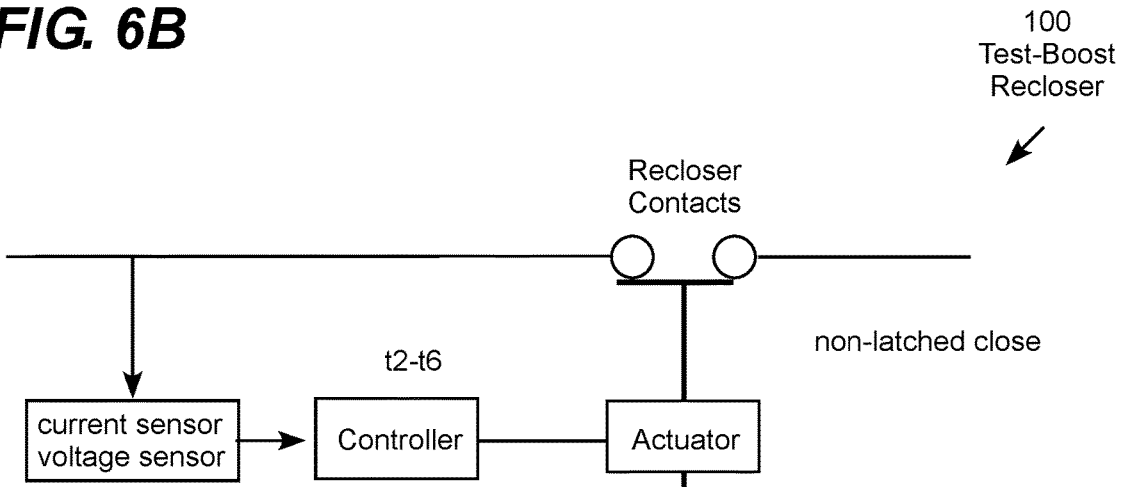 FIG. 6B
100
Test-Boost
Recloser
Recloser
Contacts
t2-t6
non-latched close
current sensor
voltage sensor
Controller
Actuator